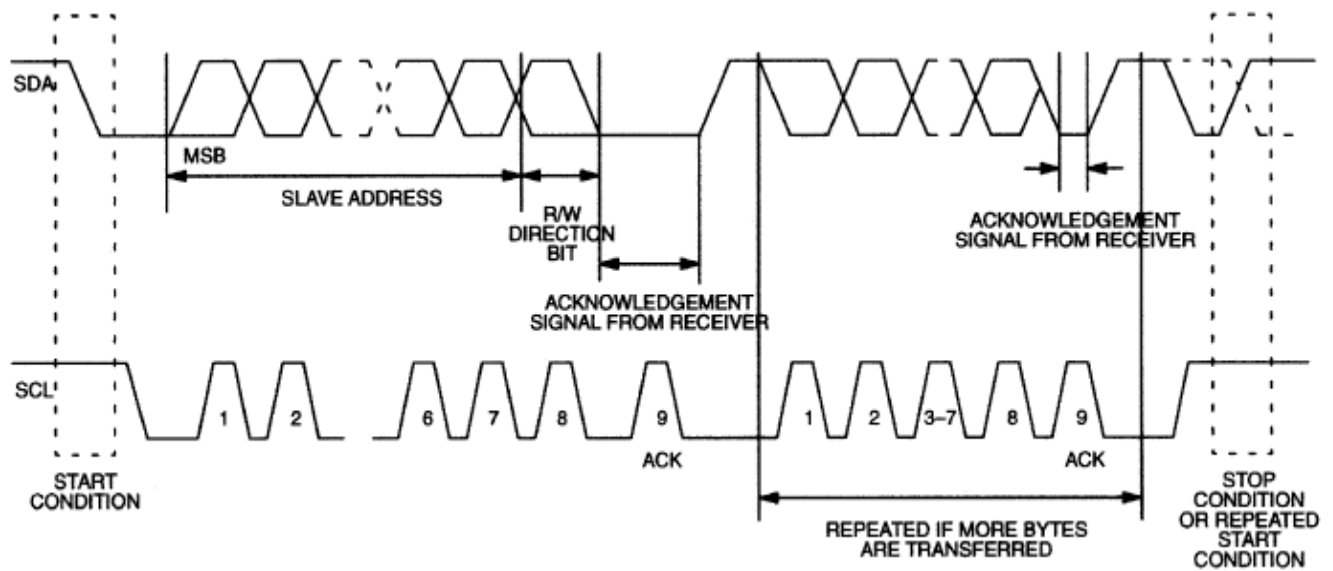 SDA
MSB
SLAVE ADDRESS
R/W
DIRECTION
BIT
ACKNOWLEDGEMENT
SIGNAL FROM RECEIVER
ACKNOWLEDGEMENT
SIGNAL FROM RECEIVER
SCL
1
2
6
7
8
9
1
2
3–7
8
9
ACK
ACK
START
CONDITION
REPEATED IF MORE BYTES
ARE TRANSFERRED
STOP
CONDITION
OR REPEATED
START
CONDITION